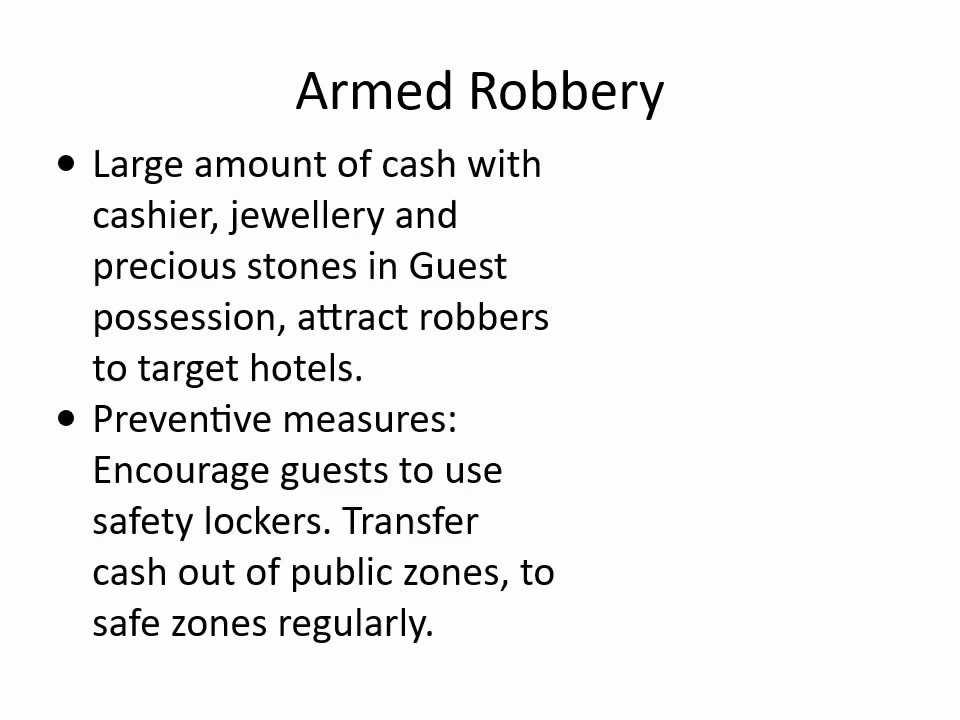 Armed Robbery
• Large amount of cash with
cashier, jewellery and
precious stones in Guest
possession, attract robbers
to target hotels.
• Preventive measures:
Encourage guests to use
safety lockers. Transfer
cash out of public zones, to
safe zones regularly.